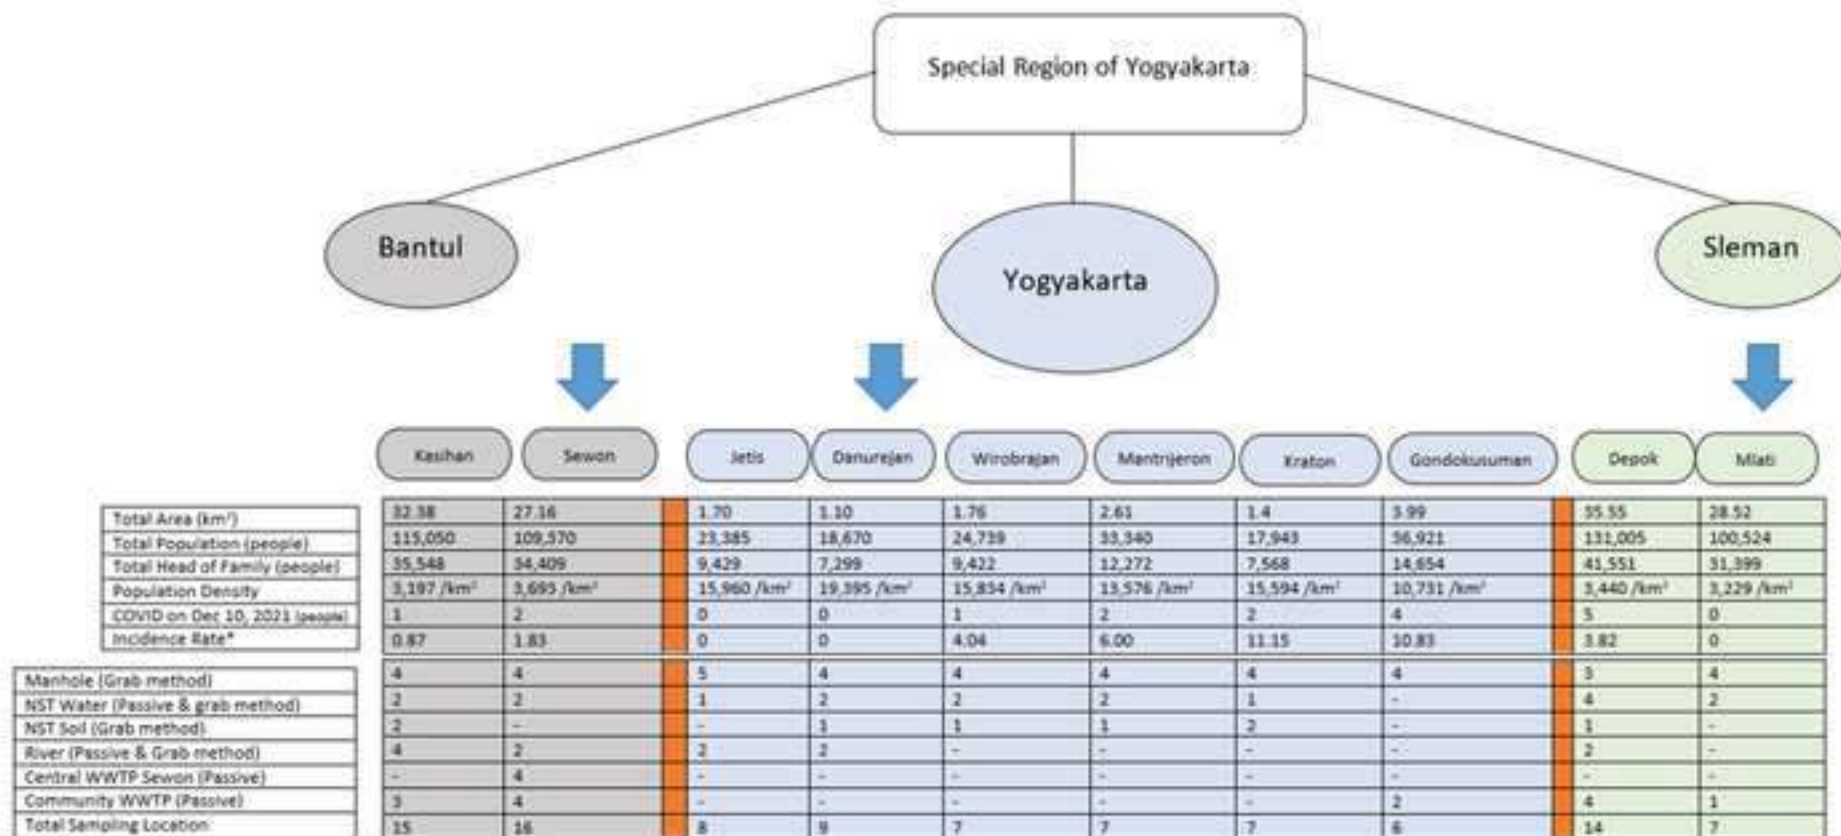 Special Region of Yogyakarta
Bantul
Yogyakarta
Sleman
Kasihan Sewon Jetis Danurejan Wirobrajan Mantrijeron Kraton Gondokusuman Depok Mlati
Total Area (km²) 32.38 27.16 1.70 1.10 1.76 2.61 1.4 3.99 35.55 28.52
Total Population (people) 115,050 109,370 23,385 18,670 24,739 33,340 17,943 36,921 131,005 100,524
Total Head of Family (people) 35,548 34,409 9,429 7,299 9,422 12,272 7,568 14,654 41,551 31,399
Population Density 3,197 /km² 3,693 /km² 15,960 /km² 19,395 /km² 15,834 /km² 13,576 /km² 15,594 /km² 10,731 /km² 3,440 /km² 3,229 /km²
COVID on Dec 10, 2021 (people) 1 2 0 0 1 2 2 4 5 0
Incidence Rate* 0.87 1.83 0 0 4.04 6.00 11.15 10.83 3.82 0
Manhole (Grab method) 4 4 5 4 4 4 4 4 3 4
NST Water (Passive & grab method) 2 2 1 2 2 2 1 - 4 2
NST Soil (Grab method) 2 - - 1 1 1 2 - 1 -
River (Passive & Grab method) 4 2 2 2 - - - - 2 -
Central WWTP Sewon (Passive) - 4 - - - - - - - -
Community WWTP (Passive) 3 4 - - - - - 2 4 1
Total Sampling Location 15 16 8 9 7 7 7 6 14 7